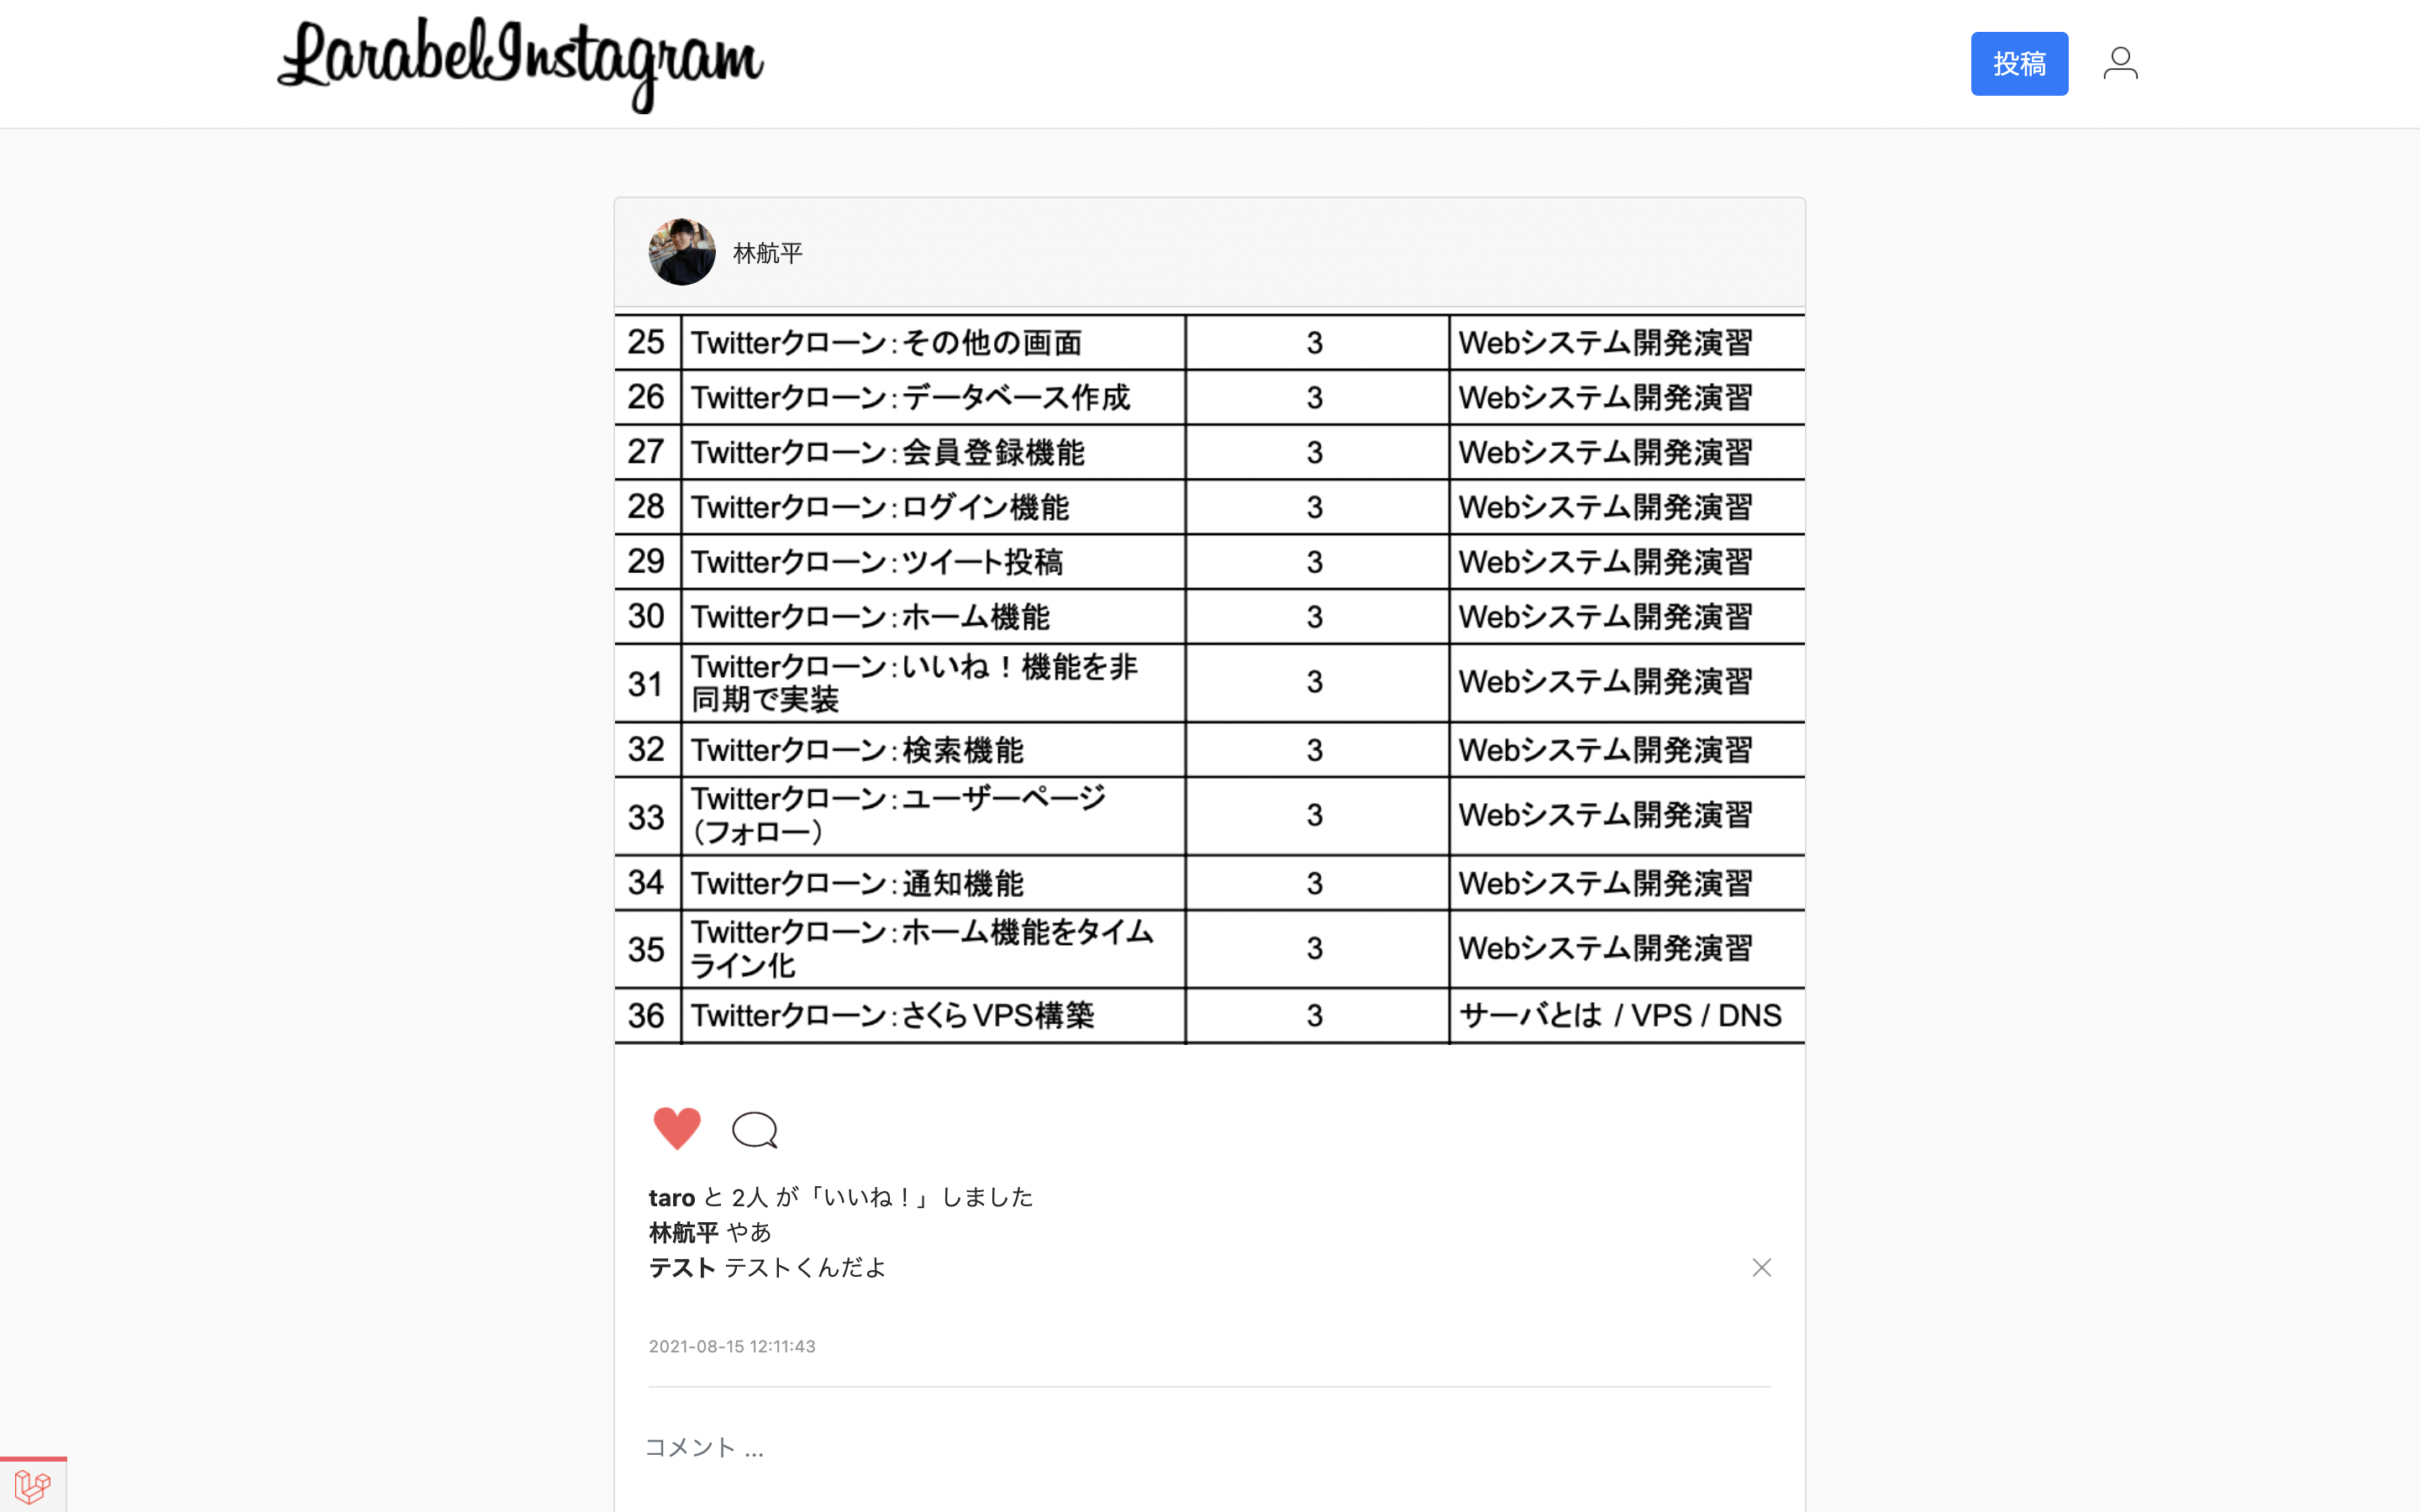 LarabelInstagram
投稿
林航平
25 Twitterクローン：その他の画面 3 Webシステム開発演習
26 Twitterクローン：データベース作成 3 Webシステム開発演習
27 Twitterクローン：会員登録機能 3 Webシステム開発演習
28 Twitterクローン：ログイン機能 3 Webシステム開発演習
29 Twitterクローン：ツイート投稿 3 Webシステム開発演習
30 Twitterクローン：ホーム機能 3 Webシステム開発演習
31 Twitterクローン：いいね！機能を非
同期で実装 3 Webシステム開発演習
32 Twitterクローン：検索機能 3 Webシステム開発演習
33 Twitterクローン：ユーザーページ
（フォロー） 3 Webシステム開発演習
34 Twitterクローン：通知機能 3 Webシステム開発演習
35 Twitterクローン：ホーム機能をタイム
ライン化 3 Webシステム開発演習
36 Twitterクローン：さくらVPS構築 3 サーバとは / VPS / DNS
taro と 2人 が「いいね！」しました
林航平 やあ
テスト テストくんだよ
2021-08-15 12:11:43
コメント ...